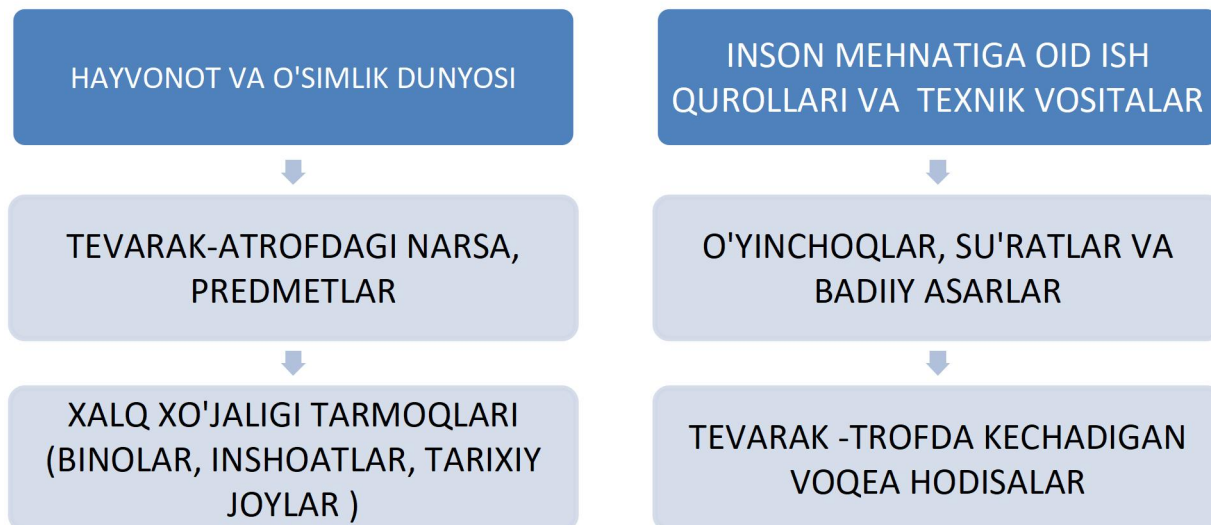 HAYVONOT VA O'SIMLIK DUNYOSI
TEVARAK-ATROFDAGI NARSA,
PREDMETLAR
XALQ XO'JALIGI TARMOQLARI
(BINOLAR, INSHOATLAR, TARIXIY
JOYLAR )
INSON MEHNATIGA OID ISH
QUROLLARI VA TEXNIK VOSITALAR
O'YINCHOQLAR, SU'RATLAR VA
BADIIY ASARLAR
TEVARAK -TROFDA KECHADIGAN
VOQEA HODISALAR